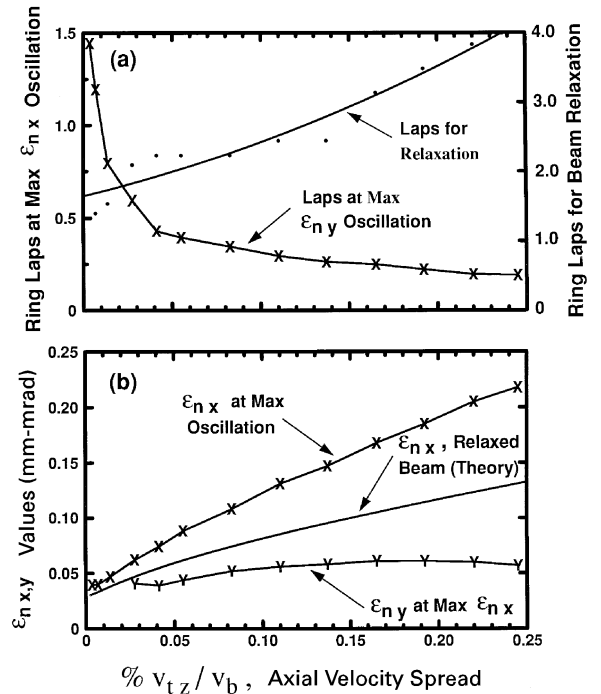 1.5
1.0
0.5
0
Ring Laps at Max εn x Oscillation
(a)
Laps for
Relaxation
Laps at Max
εn y Oscillation
4.0
3.0
2.0
1.0
0
Ring Laps for Beam Relaxation
0.25
0.20
0.15
0.10
0.05
0
εn x,y Values (mm-mrad)
(b)
εn x at Max
Oscillation
εn x , Relaxed
Beam (Theory)
εn y at Max εn x
0 0.05 0.10 0.15 0.20 0.25
% vt z / vb , Axial Velocity Spread